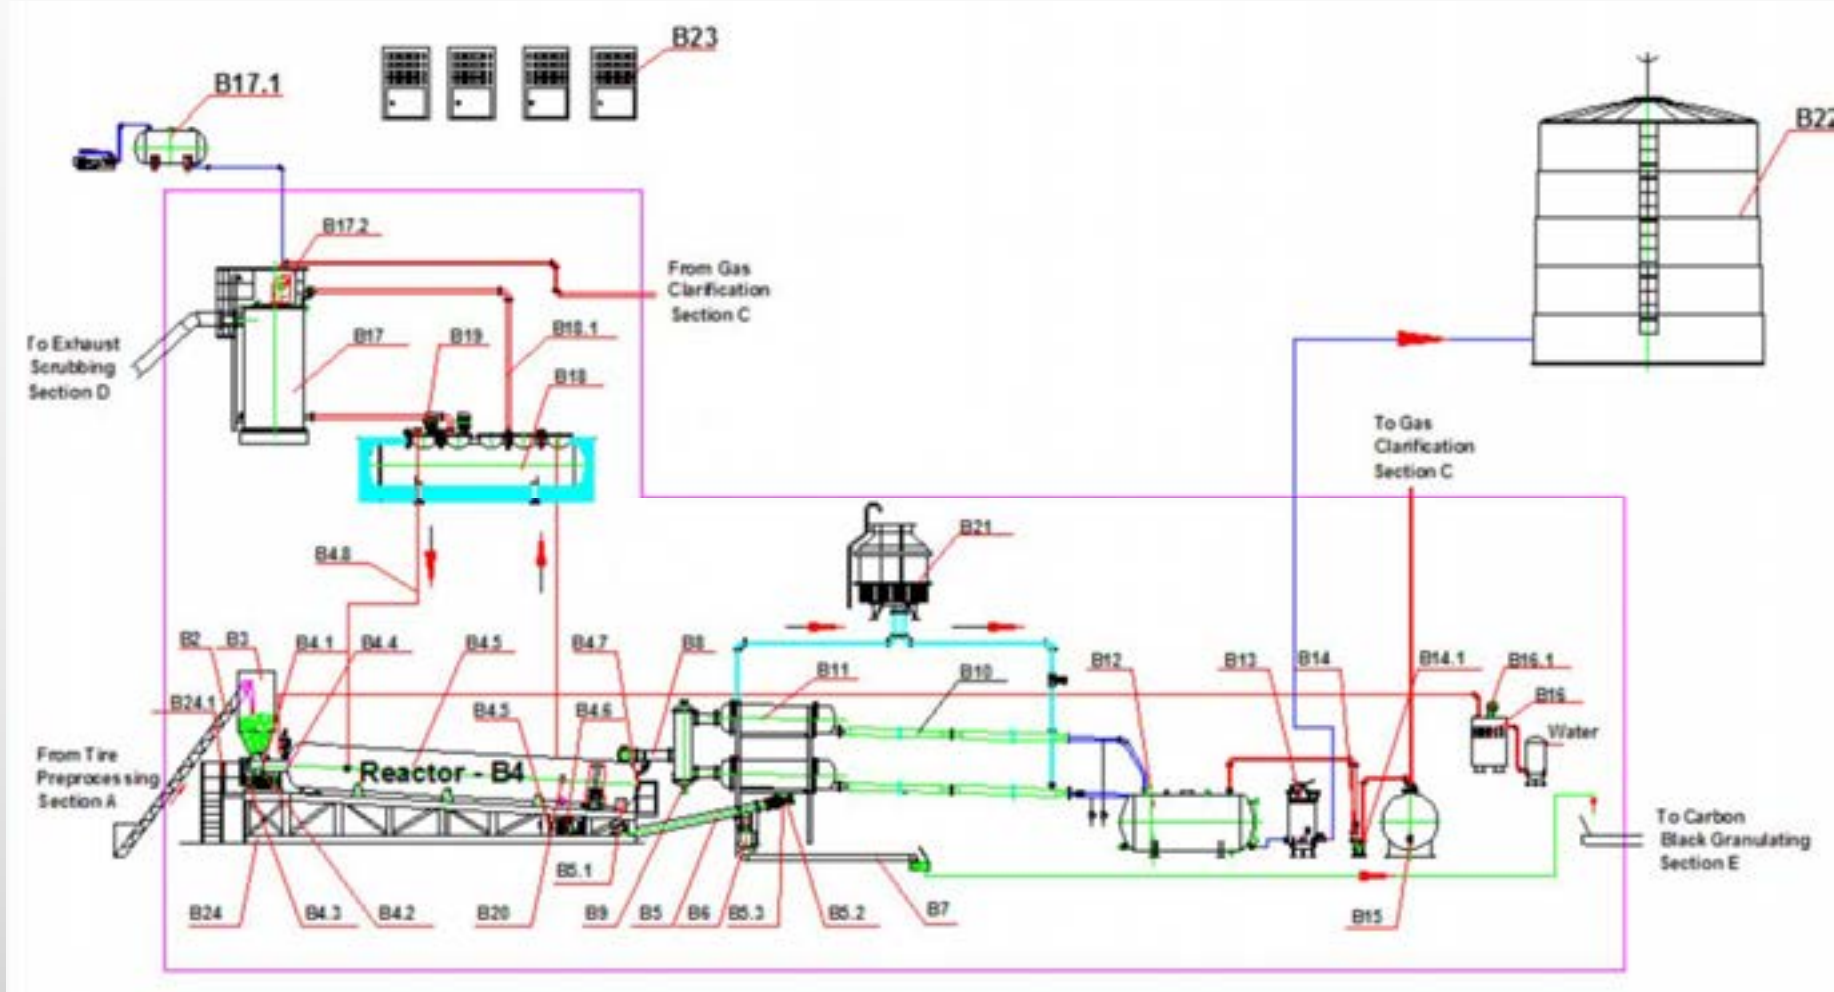 B23
B17.1
B22
B17.2
From Gas
Clarification
Section C
To Exhaust
Scrubbing
Section D
B17
B19
B18.1
B18
To Gas
Clarification
Section C
B21
B4.8
B2
B3
B4.1
B4.4
B4.5
B4.7
B8
B11
B10
B12
B13
B14
B14.1
B16.1
B16
Water
B24.1
B4.5
B4.6
From Tire
Preprocessing
Section A
Reactor - B4
To Carbon
Black Granulating
Section E
B5.1
B24
B4.3
B4.2
B20
B9
B5
B6
B5.3
B5.2
B7
B15